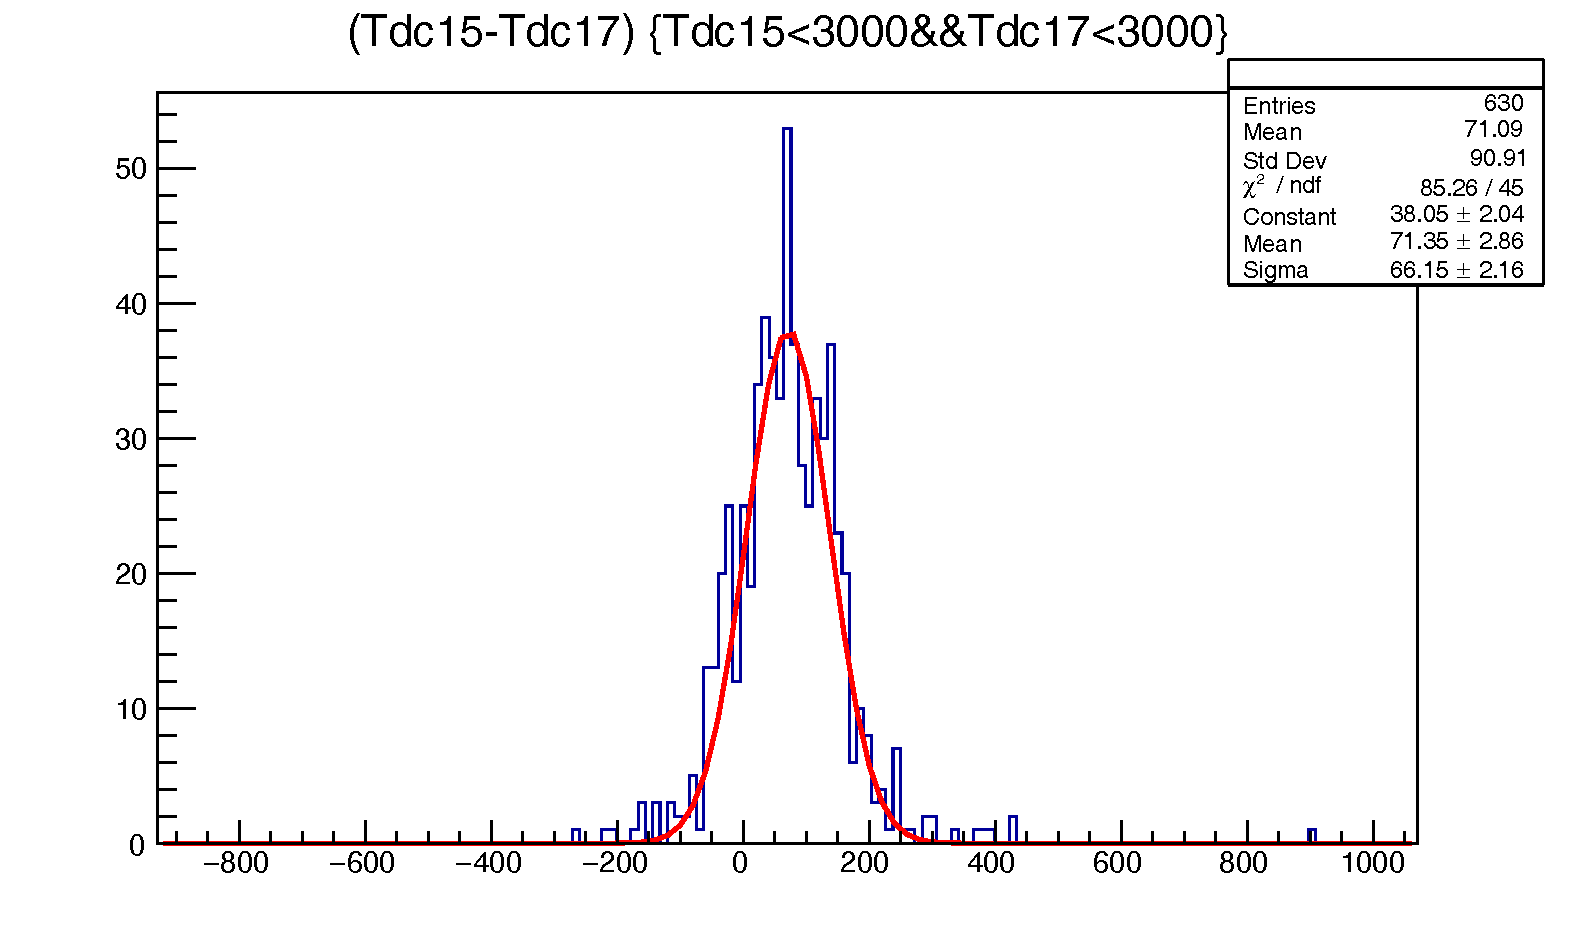 (Tdc15-Tdc17) {Tdc15<3000&&Tdc17<3000}
Entries 630
Mean 71.09
Std Dev 90.91
χ² / ndf 85.26 / 45
Constant 38.05 ± 2.04
Mean 71.35 ± 2.86
Sigma 66.15 ± 2.16
50
40
30
20
10
0
−800 −600 −400 −200 0 200 400 600 800 1000